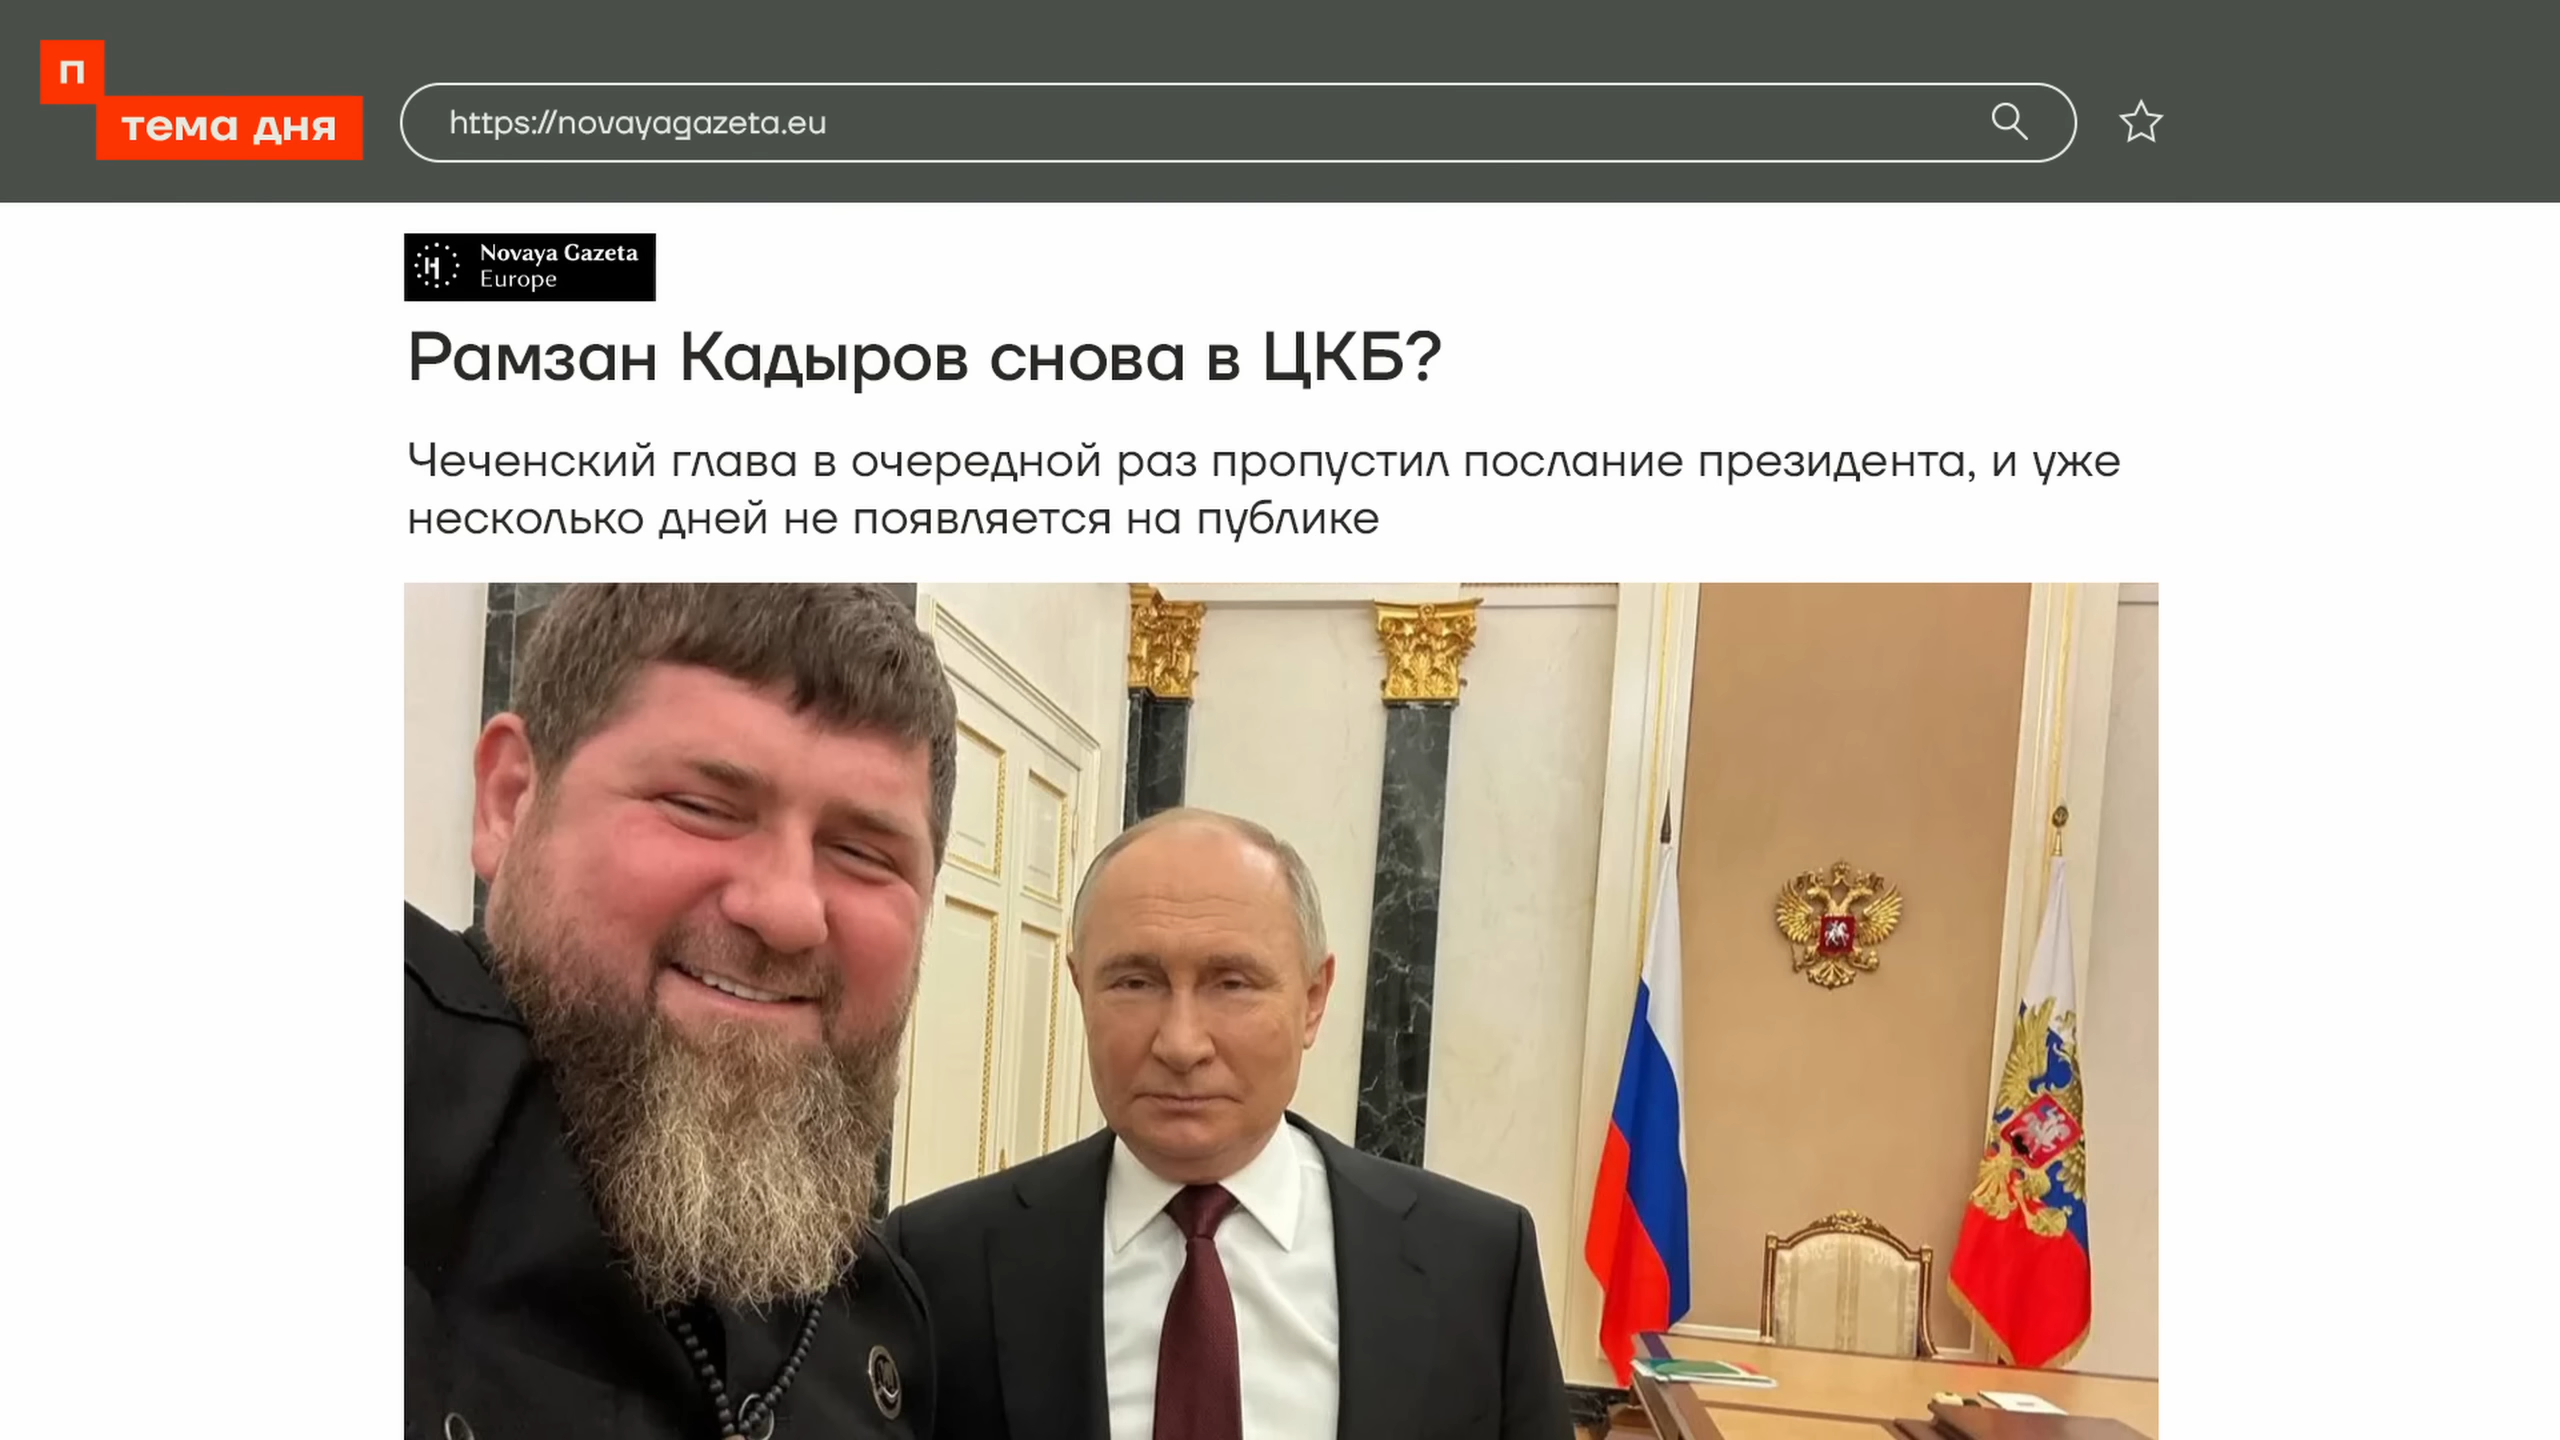 п
тема дня
https://novayagazeta.eu
Novaya Gazeta
Europe
Рамзан Кадыров снова в ЦКБ?
Чеченский глава в очередной раз пропустил послание президента, и уже
несколько дней не появляется на публике